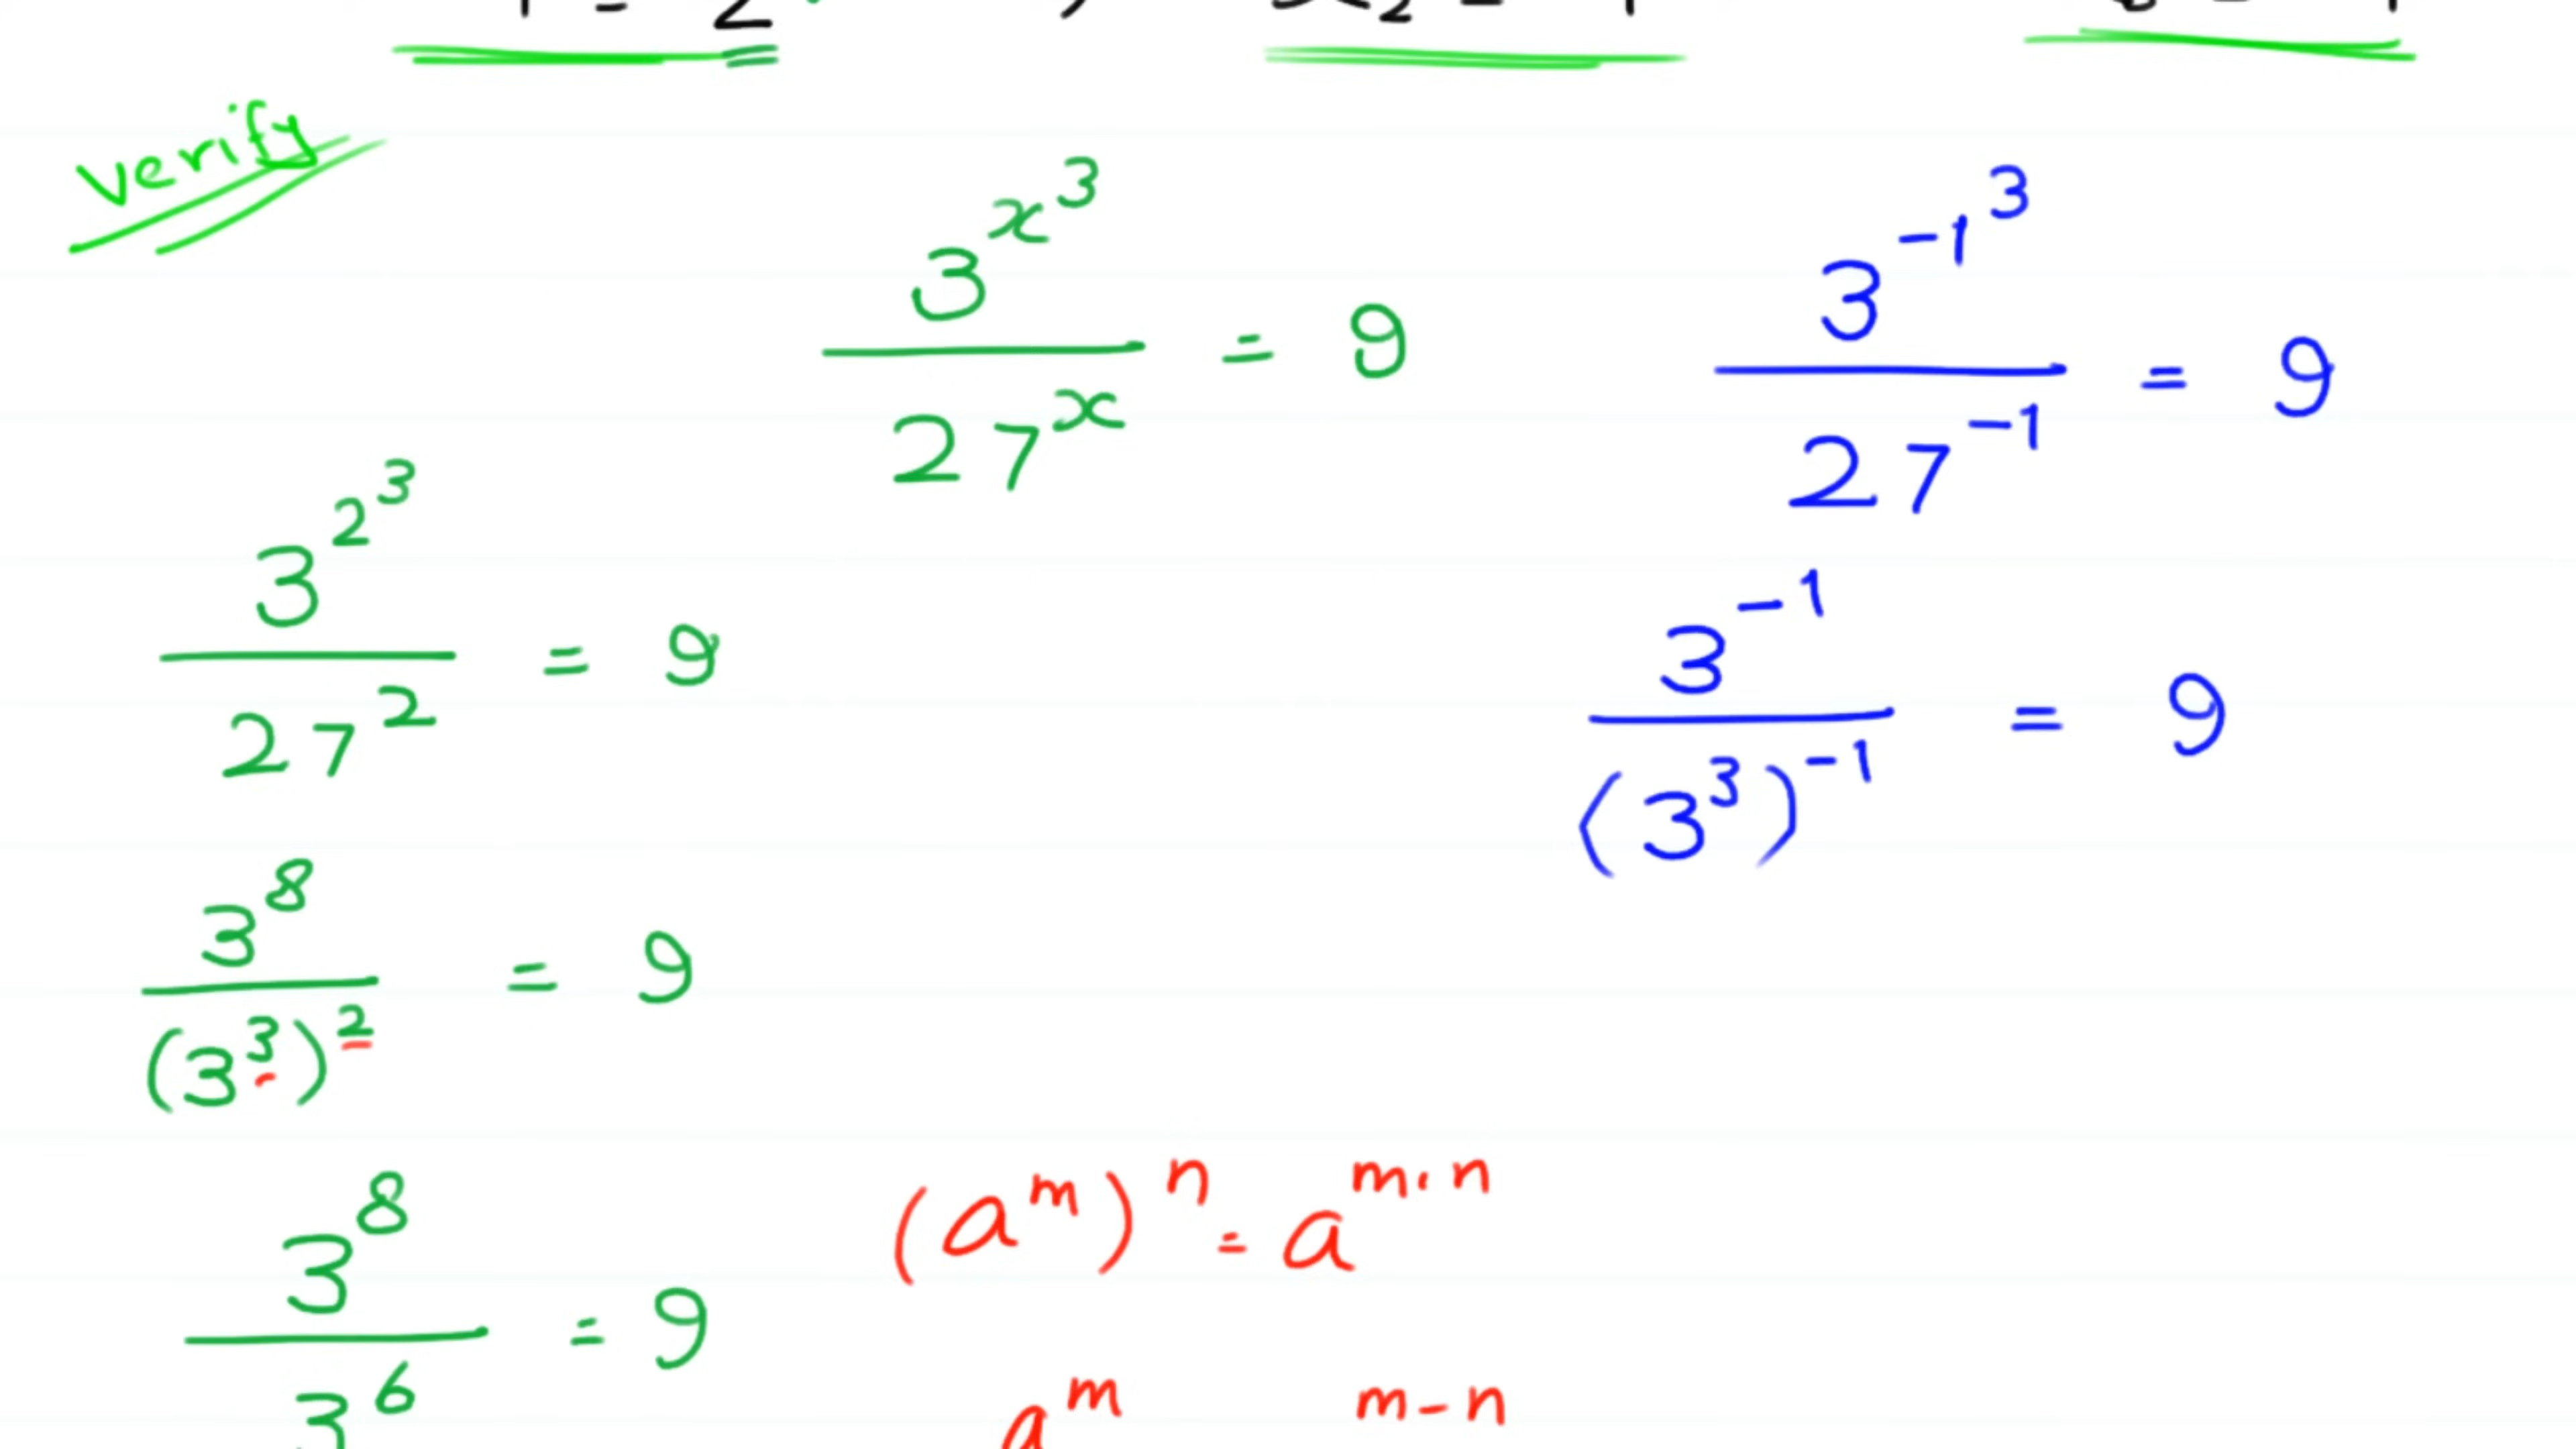 verify
3^{x^3} / 27^x = 9
3^{-1^3} / 27^{-1} = 9
3^{2^3} / 27^2 = 9
3^{-1} / (3^3)^{-1} = 9
3^8 / (3^3)^2 = 9
(a^m)^n = a^{m·n}
3^8 / 3^6 = 9
a^m m-n